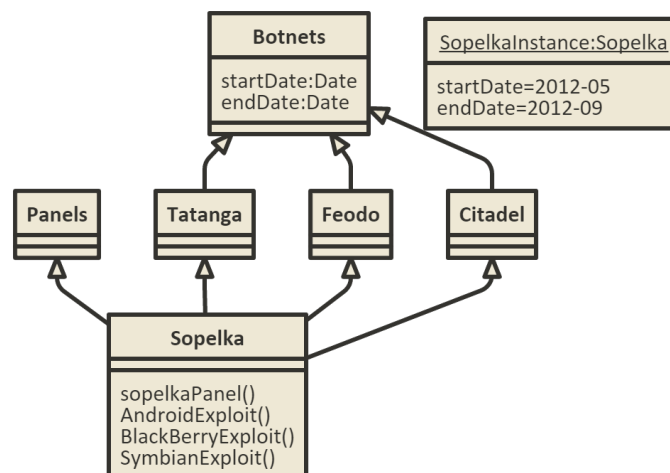 Botnets
startDate:Date
endDate:Date
SopelkaInstance:Sopelka
startDate=2012-05
endDate=2012-09
Panels
Tatanga
Feodo
Citadel
Sopelka
sopelkaPanel()
AndroidExploit()
BlackBerryExploit()
SymbianExploit()